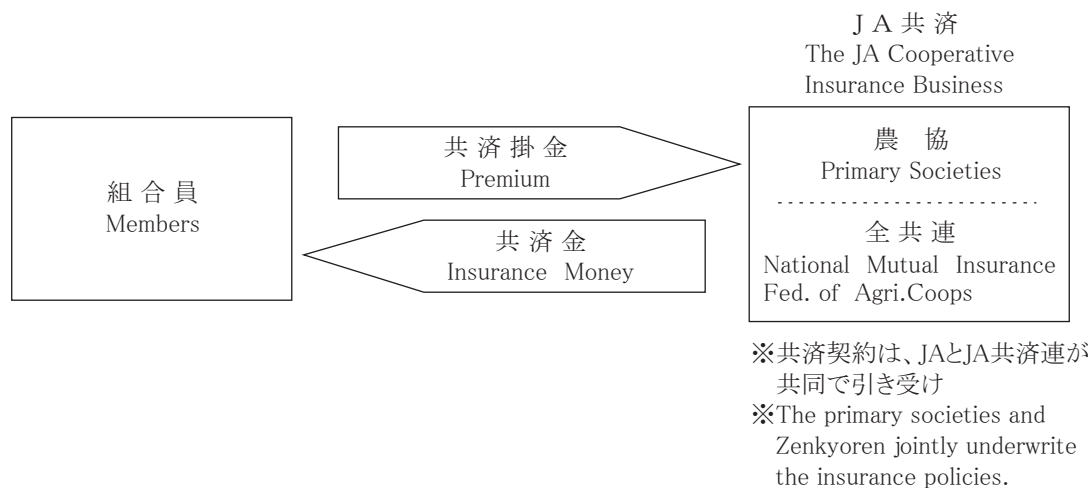 JA共済
The JA Cooperative
Insurance Business
組合員
Members
共済掛金
Premium
共済金
Insurance Money
農協
Primary Societies
全共連
National Mutual Insurance
Fed. of Agri.Coops
※共済契約は、JAとJA共済連が
共同で引き受け
※The primary societies and
Zenkyoren jointly underwrite
the insurance policies.